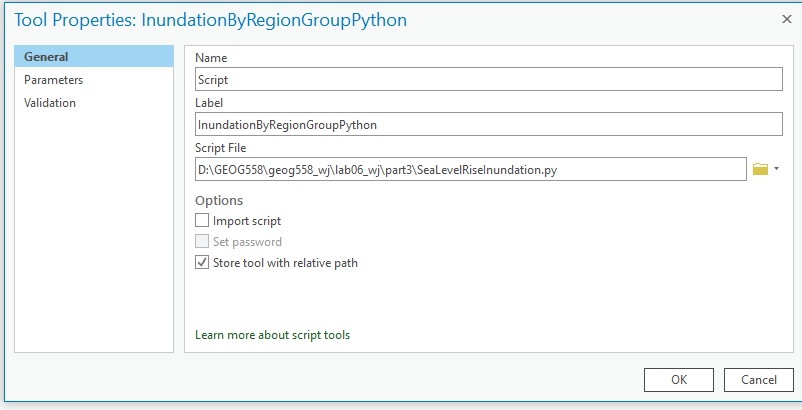 Tool Properties: InundationByRegionGroupPython
General
Parameters
Validation
Name
Script
Label
InundationByRegionGroupPython
Script File
D:\GEOG558\geog558_wj\lab06_wj\part3\SeaLevelRiseInundation.py
Options
Import script
Set password
Store tool with relative path
Learn more about script tools
OK
Cancel